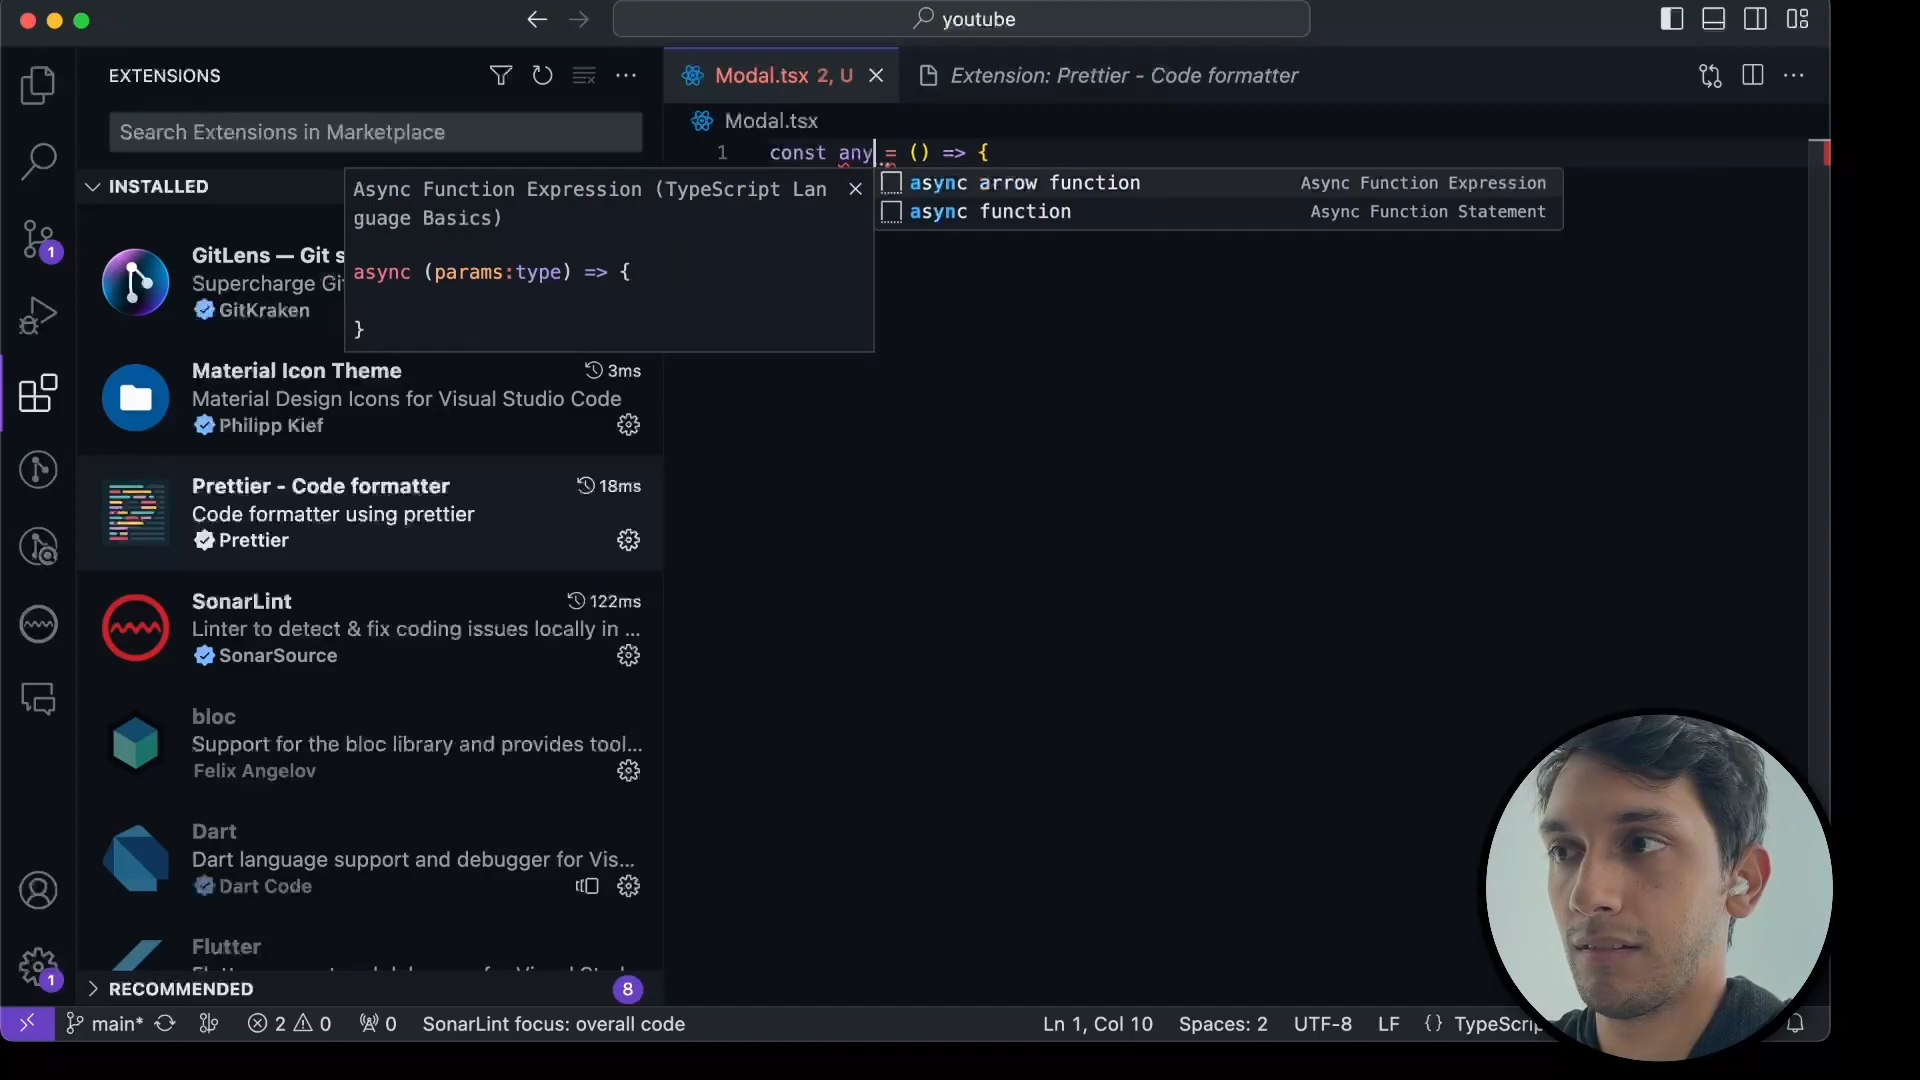 youtube
EXTENSIONS
Search Extensions in Marketplace
INSTALLED
GitLens — Git s
Supercharge Gi
GitKraken
Material Icon Theme
3ms
Material Design Icons for Visual Studio Code
Philipp Kief
Prettier - Code formatter
18ms
Code formatter using prettier
Prettier
SonarLint
122ms
Linter to detect & fix coding issues locally in ...
SonarSource
bloc
Support for the bloc library and provides tool...
Felix Angelov
Dart
Dart language support and debugger for Vis...
Dart Code
Flutter
RECOMMENDED
8
1
1
Modal.tsx 2, U
Extension: Prettier - Code formatter
Modal.tsx
1 const any = () => {
async arrow function Async Function Expression
async function Async Function Statement
Async Function Expression (TypeScript Lan
guage Basics)
async (params:type) => {
}
main* 2 0 0 SonarLint focus: overall code
Ln 1, Col 10 Spaces: 2 UTF-8 LF {} TypeScrip